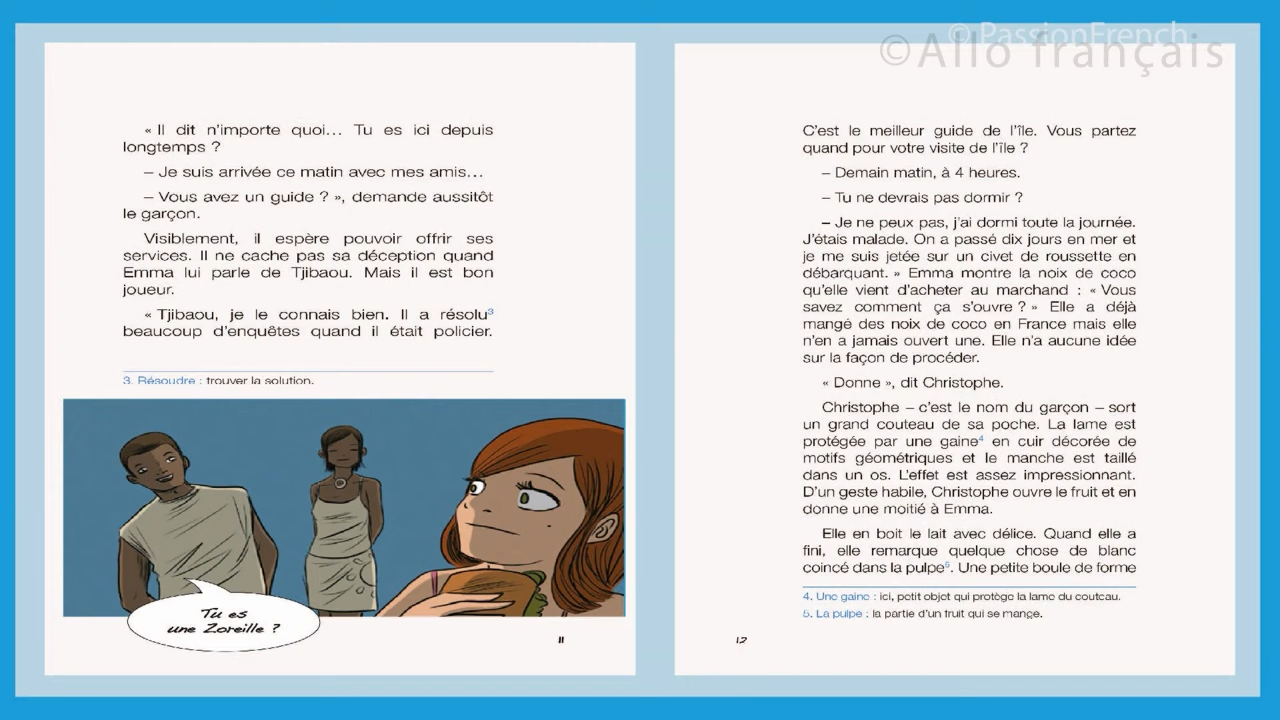 © PassionFrench
©Allo français
« Il dit n'importe quoi... Tu es ici depuis
longtemps ?
– Je suis arrivée ce matin avec mes amis...
– Vous avez un guide ? », demande aussitôt
le garçon.
Visiblement, il espère pouvoir offrir ses
services. Il ne cache pas sa déception quand
Emma lui parle de Tjibaou. Mais il est bon
joueur.
« Tjibaou, je le connais bien. Il a résolu3
beaucoup d'enquêtes quand il était policier.
3. Résoudre : trouver la solution.
Tu es
une Zoreille ?
11
C'est le meilleur guide de l'île. Vous partez
quand pour votre visite de l'île ?
– Demain matin, à 4 heures.
– Tu ne devrais pas dormir ?
– Je ne peux pas, j'ai dormi toute la journée.
J'étais malade. On a passé dix jours en mer et
je me suis jetée sur un civet de roussette en
débarquant. » Emma montre la noix de coco
qu'elle vient d'acheter au marchand : « Vous
savez comment ça s'ouvre ? » Elle a déjà
mangé des noix de coco en France mais elle
n'en a jamais ouvert une. Elle n'a aucune idée
sur la façon de procéder.
« Donne », dit Christophe.
Christophe – c'est le nom du garçon – sort
un grand couteau de sa poche. La lame est
protégée par une gaine4 en cuir décorée de
motifs géométriques et le manche est taillé
dans un os. L'effet est assez impressionnant.
D'un geste habile, Christophe ouvre le fruit et en
donne une moitié à Emma.
Elle en boit le lait avec délice. Quand elle a
fini, elle remarque quelque chose de blanc
coincé dans la pulpe5. Une petite boule de forme
4. Une gaine : ici, petit objet qui protège la lame du couteau.
5. La pulpe : la partie d'un fruit qui se mange.
12